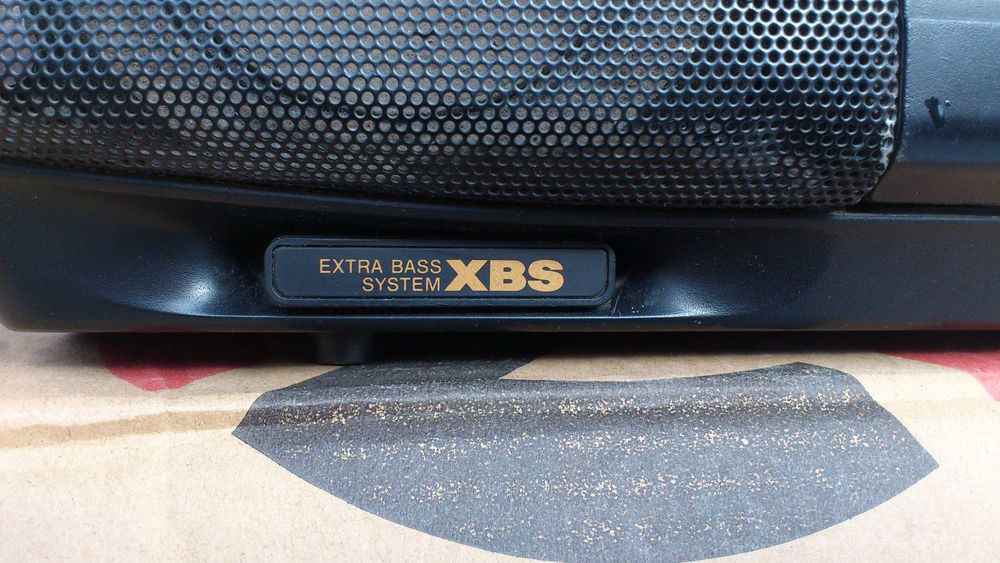 EXTRA BASS
SYSTEM XBS